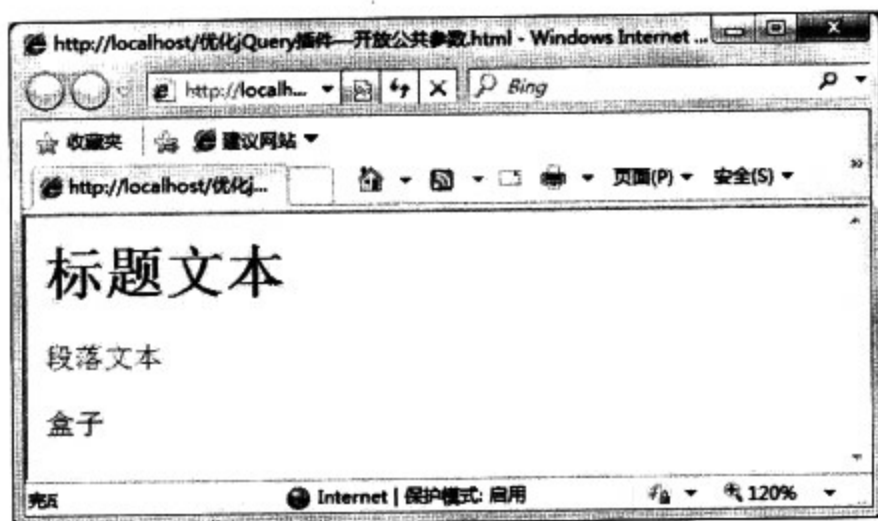 http://localhost/优化jQuery插件—开放公共参数.html - Windows Internet ...
http://localh... Bing
收藏夹 建议网站
http://localhost/优化j... 页面(P) 安全(S) »
标题文本
段落文本
盒子
Internet | 保护模式: 启用 120%